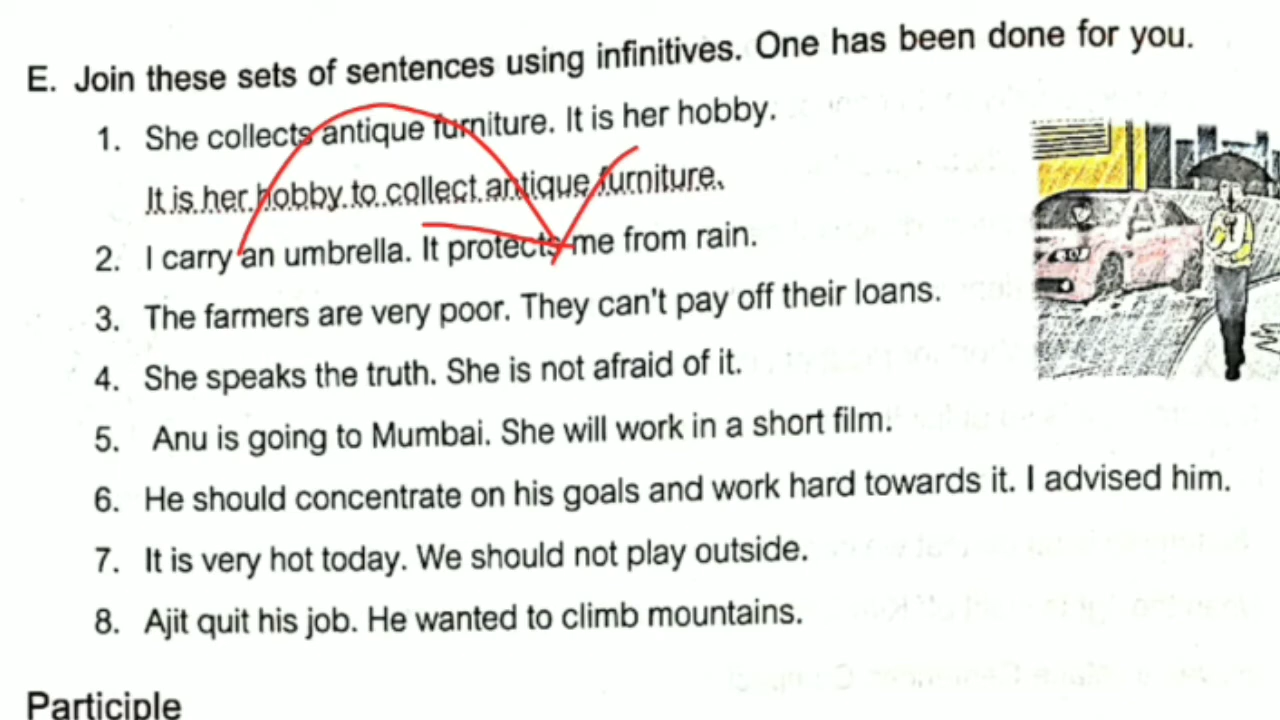 E. Join these sets of sentences using infinitives. One has been done for you.
1. She collects antique furniture. It is her hobby.
It is her hobby to collect antique furniture.
2. I carry an umbrella. It protects me from rain.
3. The farmers are very poor. They can't pay off their loans.
4. She speaks the truth. She is not afraid of it.
5. Anu is going to Mumbai. She will work in a short film.
6. He should concentrate on his goals and work hard towards it. I advised him.
7. It is very hot today. We should not play outside.
8. Ajit quit his job. He wanted to climb mountains.
Participle